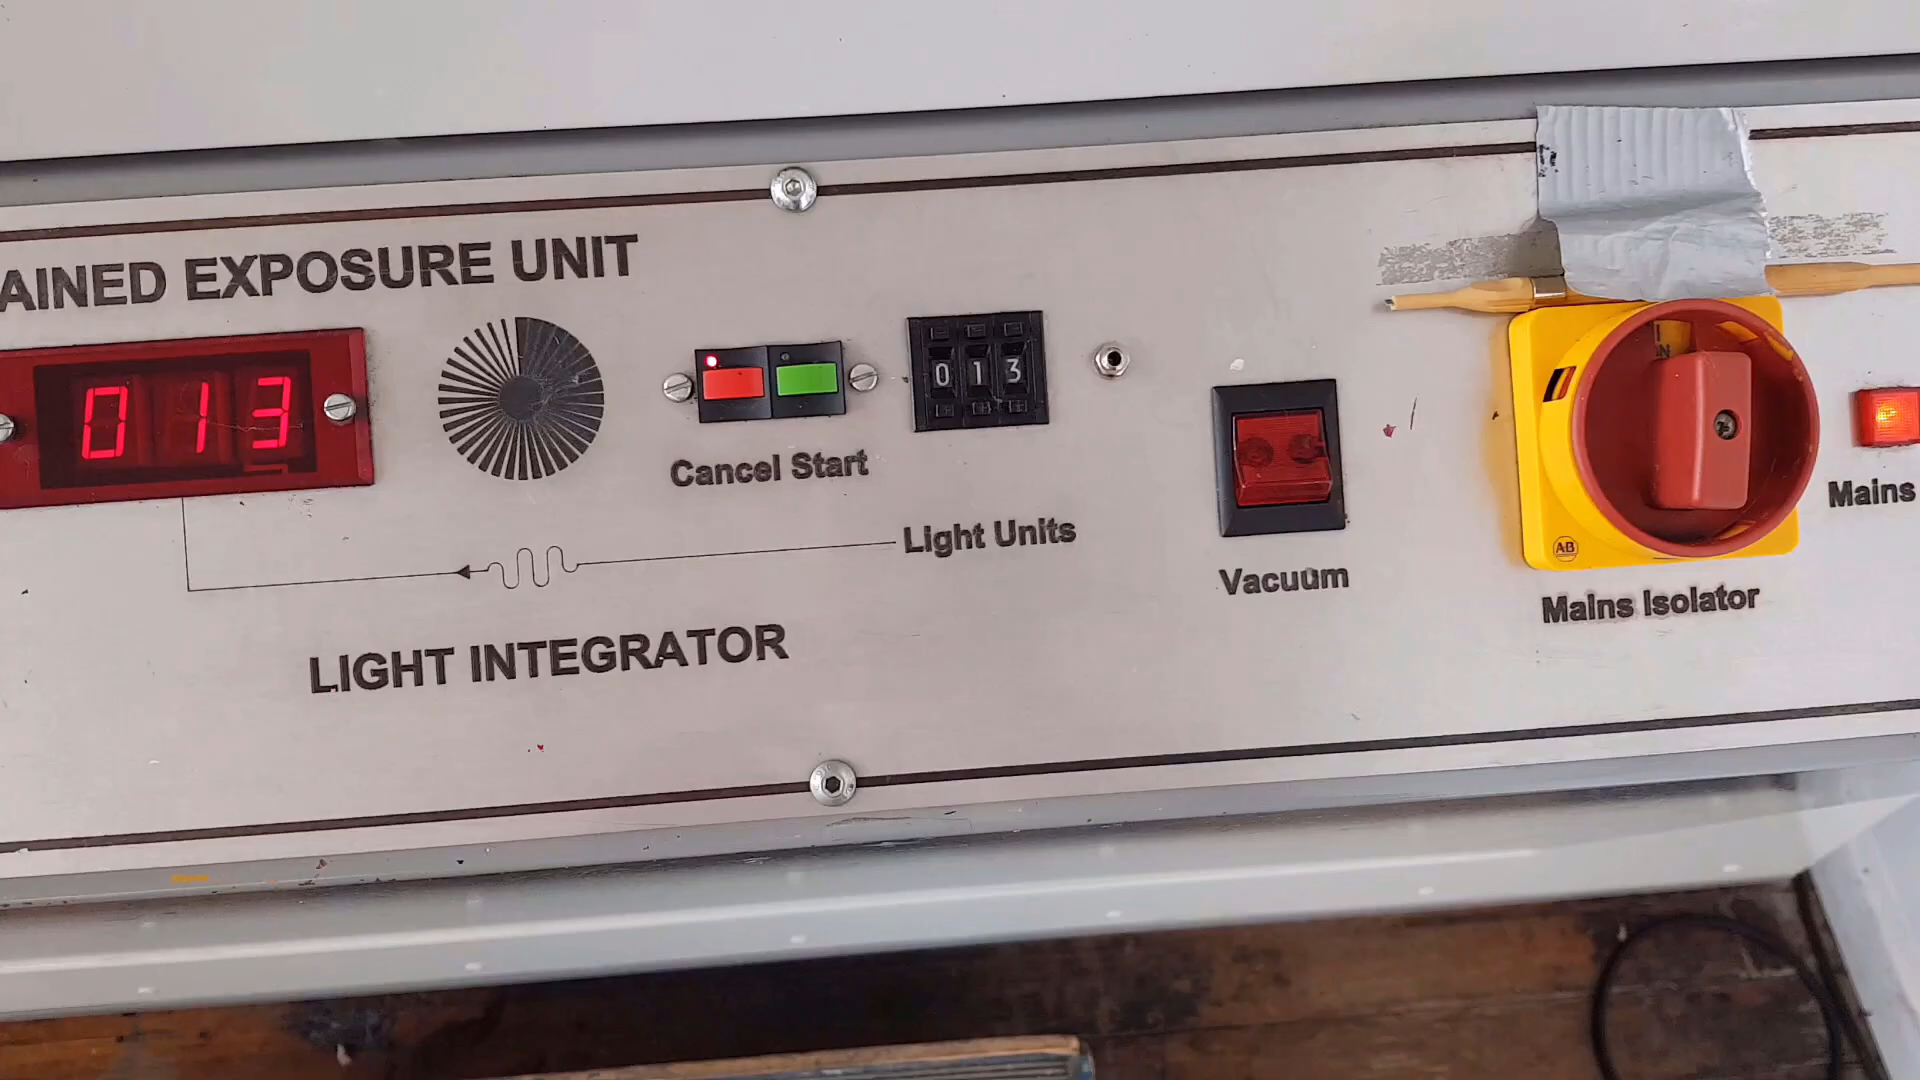 AINED EXPOSURE UNIT
013
013
Cancel Start
Light Units
LIGHT INTEGRATOR
Vacuum
AB
Mains Isolator
Mains